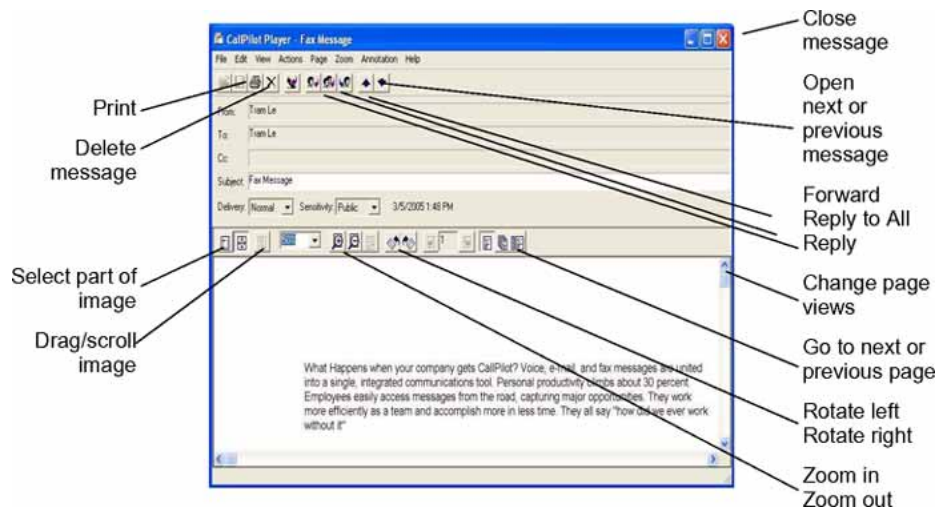 Close
message
CallPilot Player - Fax Message
File Edit View Actions Page Zoom Annotation Help
Print
Open
next or
previous
message
From: Tram Le
To: Tram Le
Delete
message
Cc:
Subject: Fax Message
Delivery: Normal Sensitivity: Public 3/5/2005 1:48 PM
Forward
Reply to All
Reply
1
Select part of
image
Change page
views
Drag/scroll
image
Go to next or
previous page
What Happens when your company gets CallPilot? Voice, e-mail, and fax messages are united
into a single, integrated communications tool. Personal productivity climbs about 30 percent.
Employees easily access messages from the road, capturing major opportunities. They work
more efficiently as a team and accomplish more in less time. They all say "how did we ever work
without it"
Rotate left
Rotate right
Zoom in
Zoom out